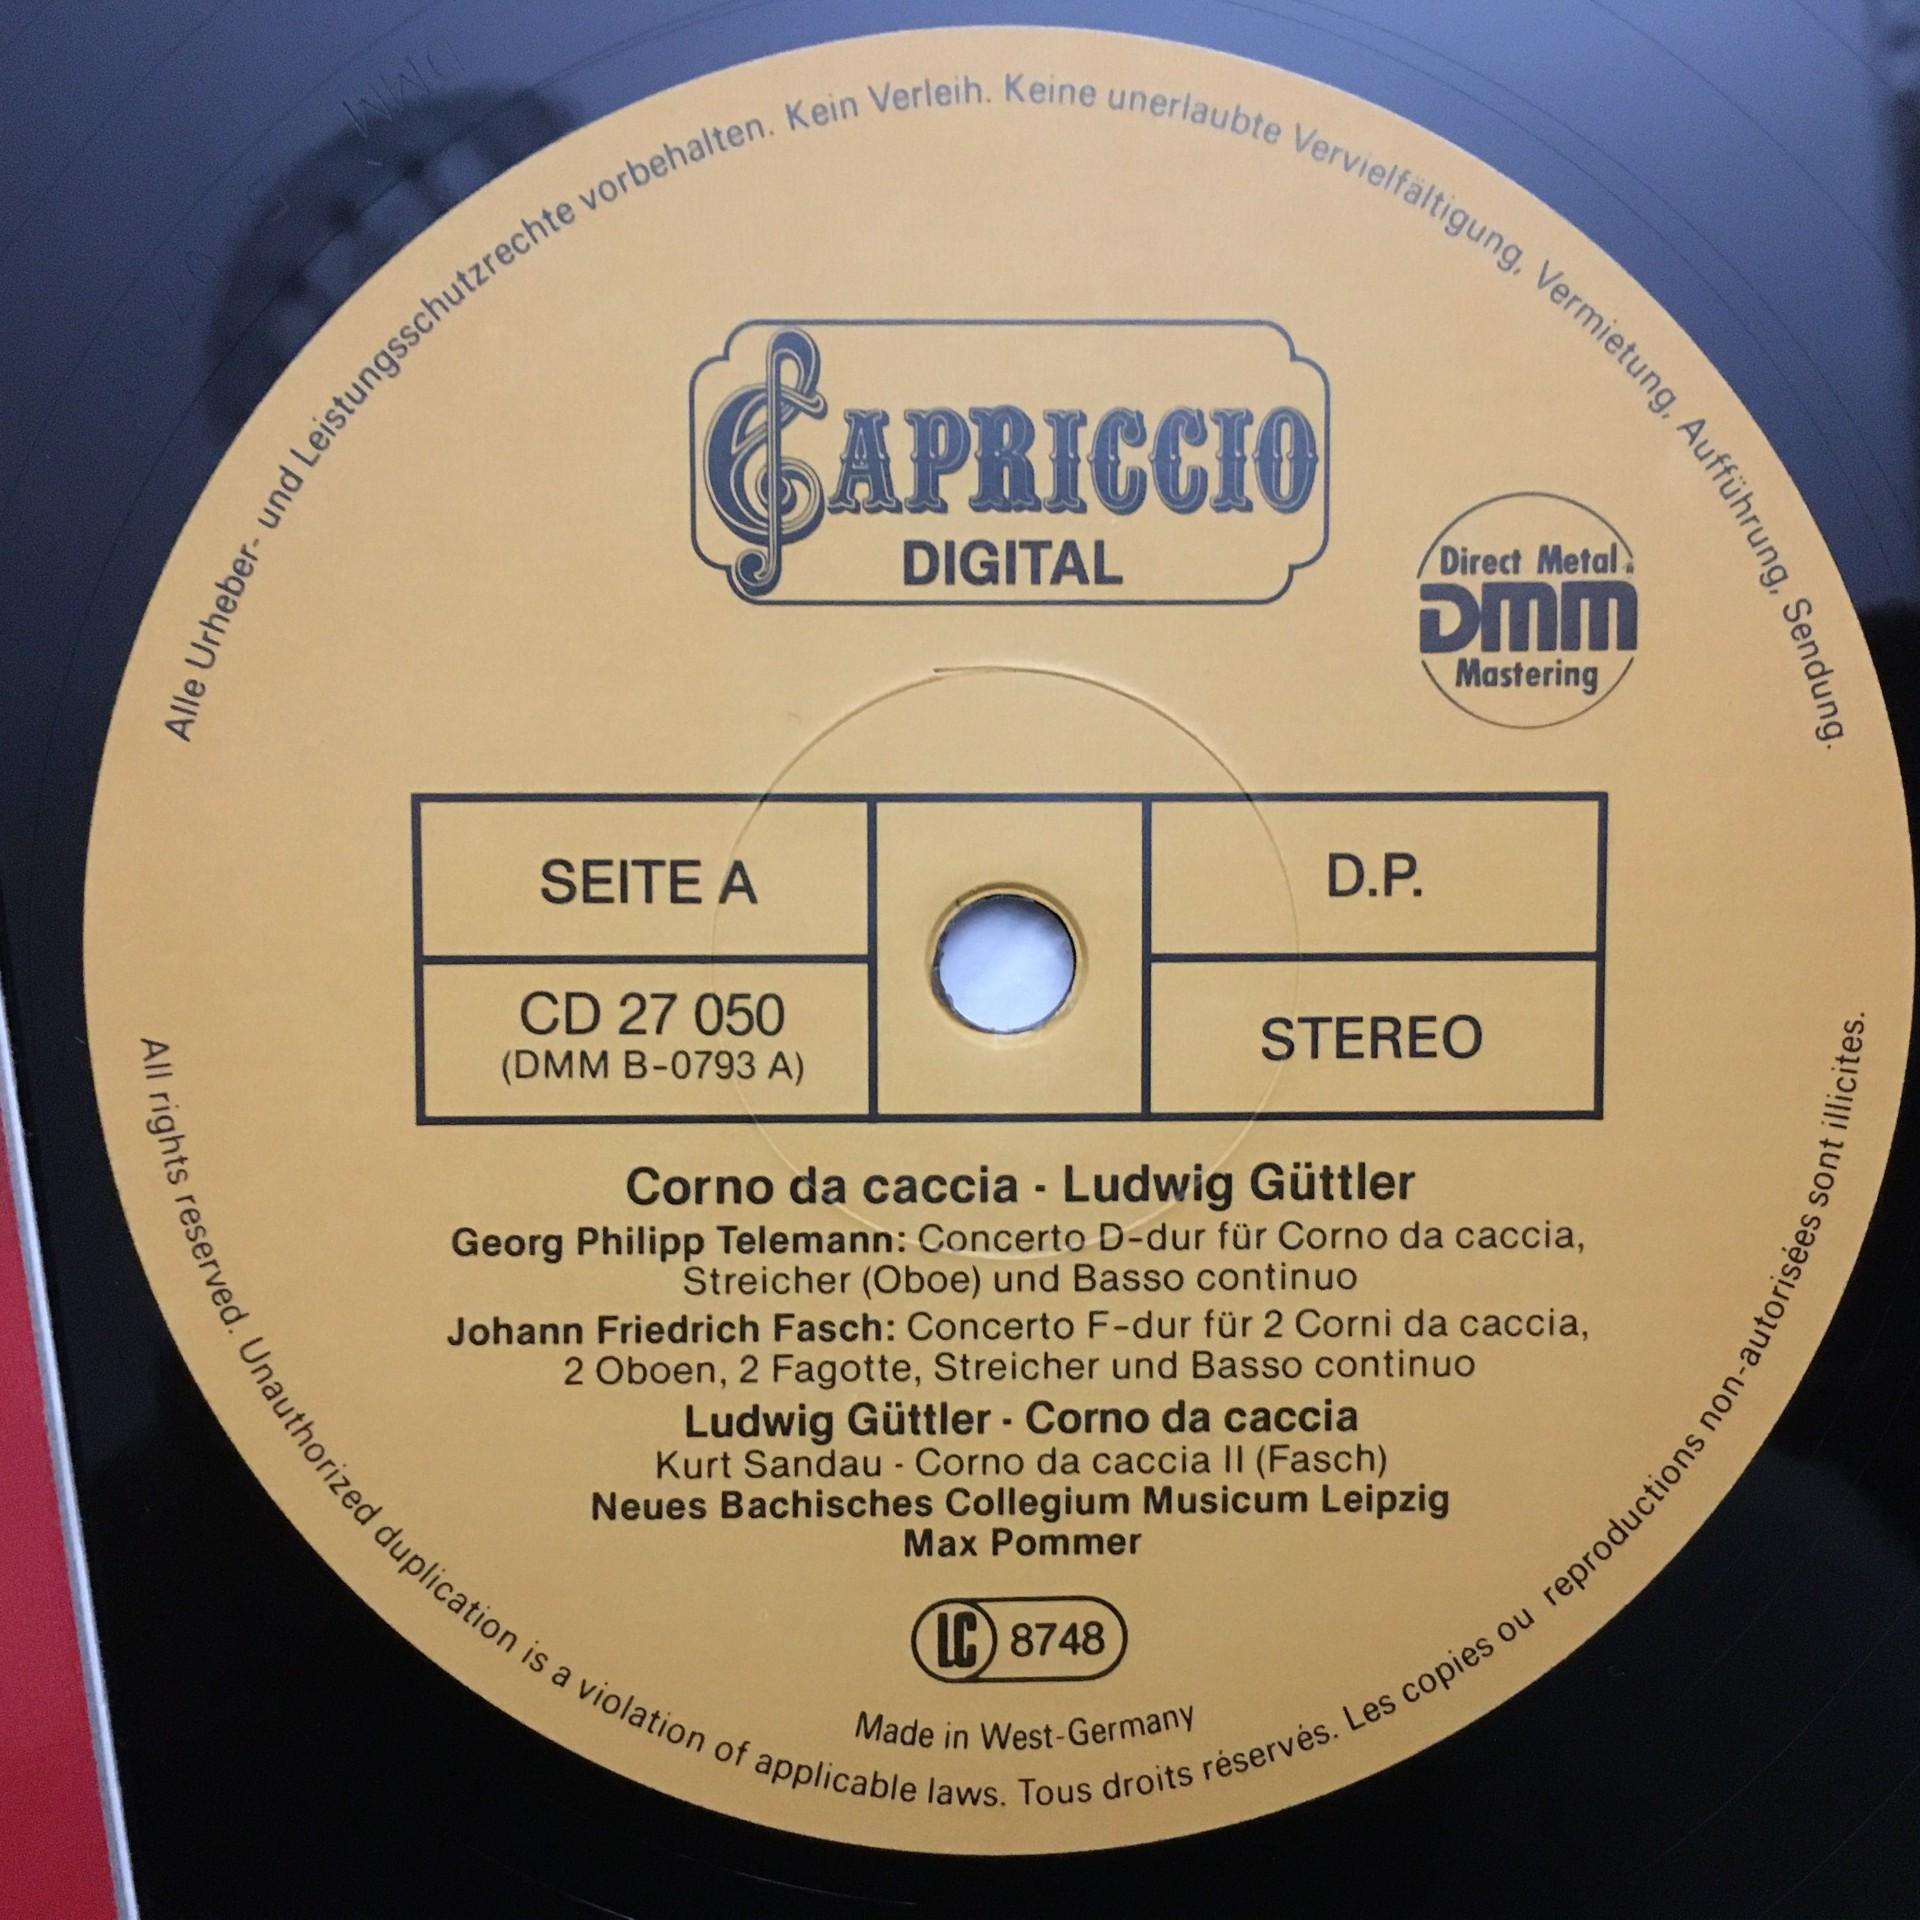 Alle Urheber- und Leistungsschutzrechte vorbehalten. Kein Verleih. Keine unerlaubte Vervielfältigung, Vermietung, Aufführung, Sendung.
CAPRICCIO
DIGITAL
Direct Metal
DMM
Mastering
SEITE A
D.P.
CD 27 050
(DMM B-0793 A)
STEREO
Corno da caccia - Ludwig Güttler
Georg Philipp Telemann: Concerto D-dur für Corno da caccia,
Streicher (Oboe) und Basso continuo
Johann Friedrich Fasch: Concerto F-dur für 2 Corni da caccia,
2 Oboen, 2 Fagotte, Streicher und Basso continuo
Ludwig Güttler - Corno da caccia
Kurt Sandau - Corno da caccia II (Fasch)
Neues Bachisches Collegium Musicum Leipzig
Max Pommer
LC 8748
Made in West-Germany
All rights reserved. Unauthorized duplication is a violation of applicable laws. Tous droits réservés. Les copies ou reproductions non-autorisées sont illicites.